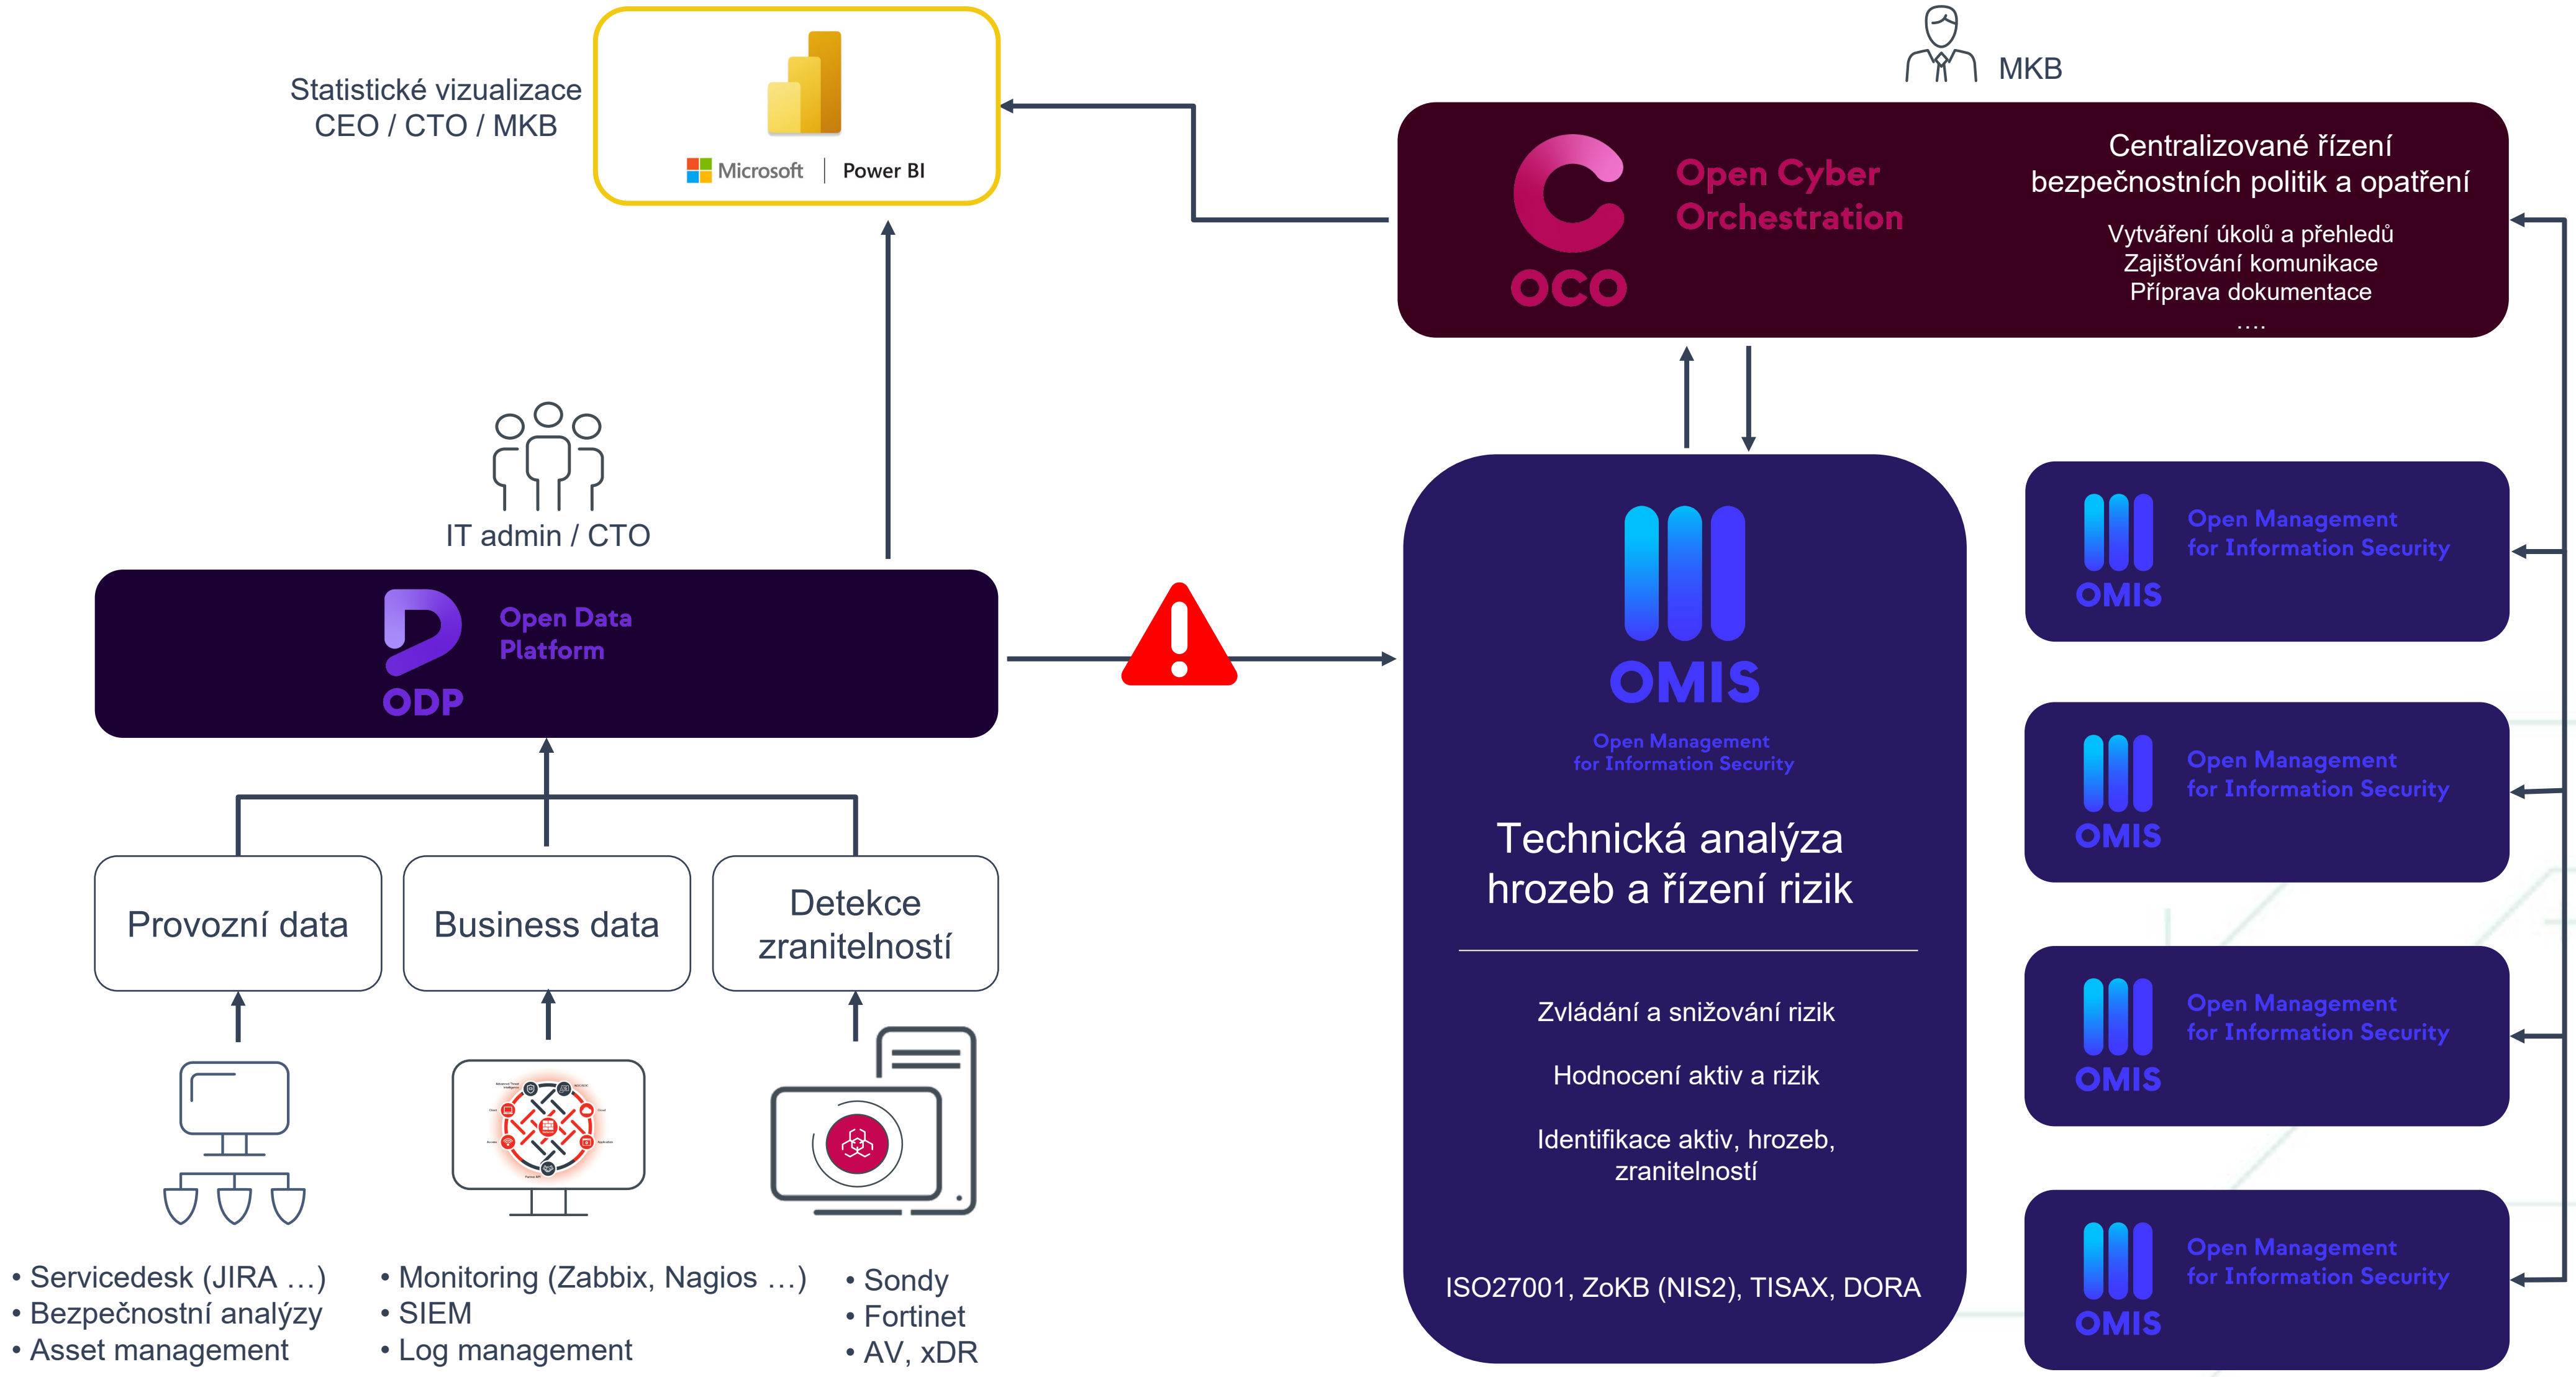 Statistické vizualizace
CEO / CTO / MKB
Microsoft | Power BI
MKB
Open Cyber
Orchestration
OCO
Centralizované řízení
bezpečnostních politik a opatření
Vytváření úkolů a přehledů
Zajišťování komunikace
Příprava dokumentace
....
IT admin / CTO
Open Data
Platform
ODP
Provozní data
Business data
Detekce
zranitelností
• Servicedesk (JIRA ...)
• Bezpečnostní analýzy
• Asset management
• Monitoring (Zabbix, Nagios ...)
• SIEM
• Log management
• Sondy
• Fortinet
• AV, xDR
OMIS
Open Management
for Information Security
Technická analýza
hrozeb a řízení rizik
Zvládání a snižování rizik
Hodnocení aktiv a rizik
Identifikace aktiv, hrozeb,
zranitelností
ISO27001, ZoKB (NIS2), TISAX, DORA
Open Management
for Information Security
OMIS
Open Management
for Information Security
OMIS
Open Management
for Information Security
OMIS
Open Management
for Information Security
OMIS